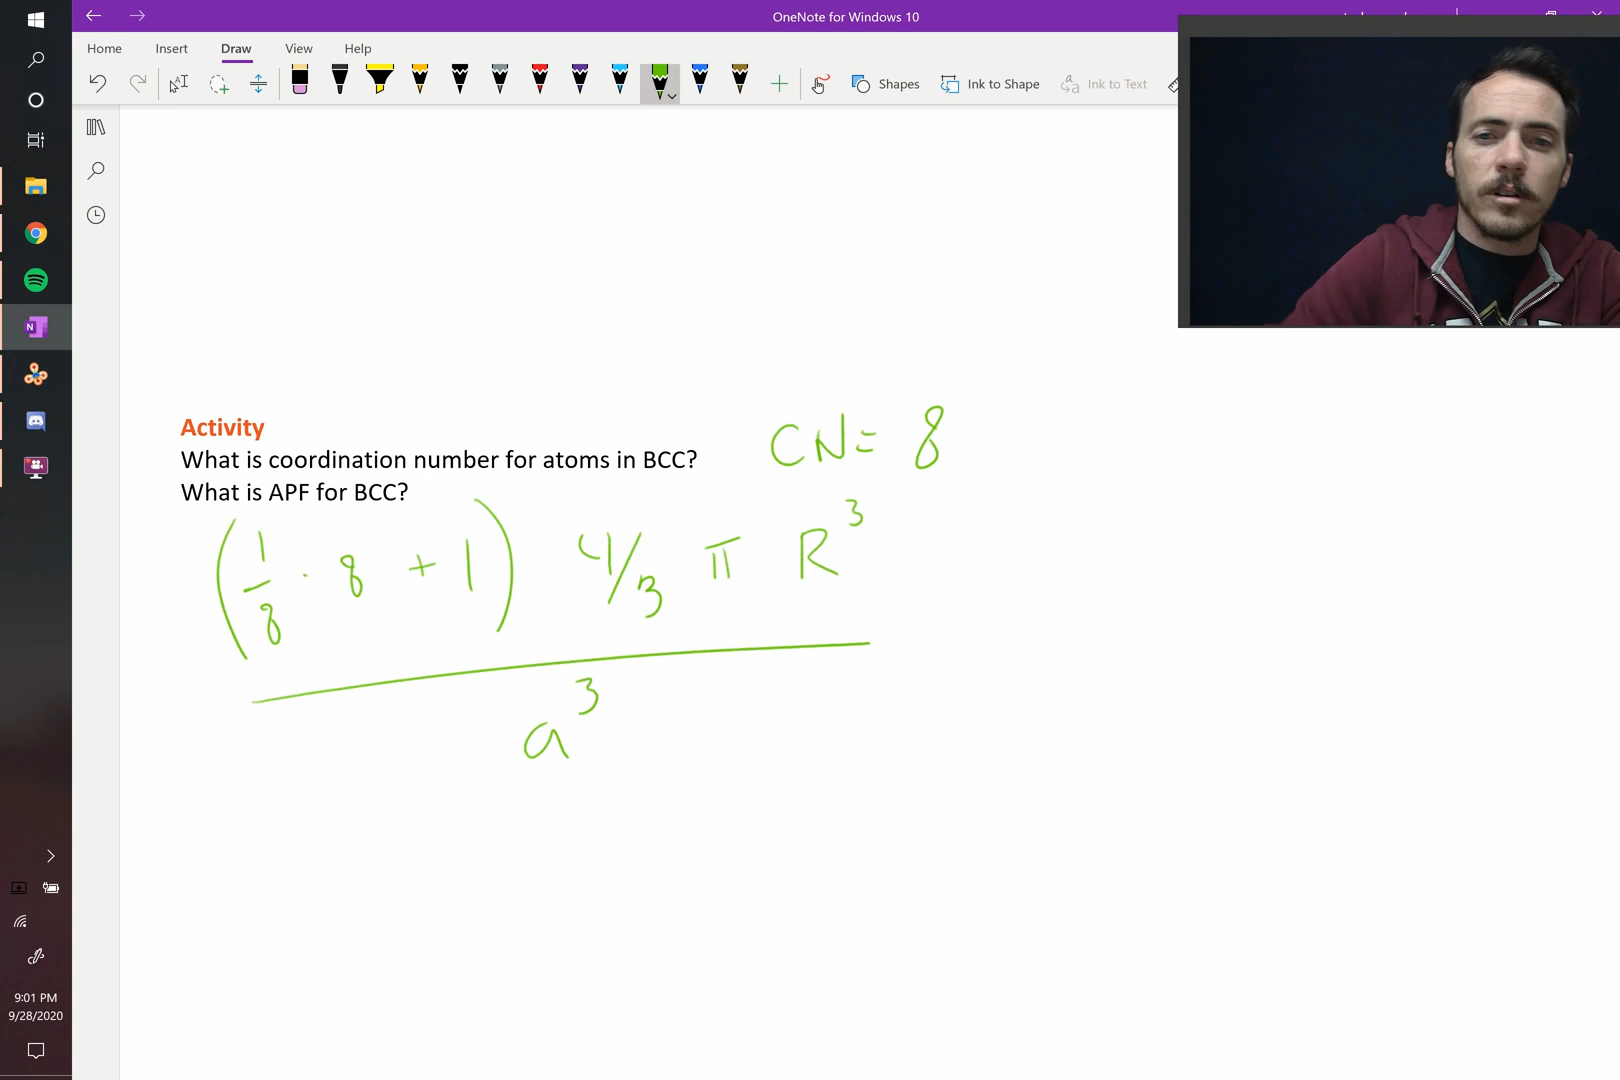 OneNote for Windows 10
Home Insert Draw View Help
Shapes Ink to Shape Ink to Text
Activity
What is coordination number for atoms in BCC?
What is APF for BCC?
CN= 8
(1/8 · 8 + 1) 4/3 π R³
a³
9:01 PM
9/28/2020